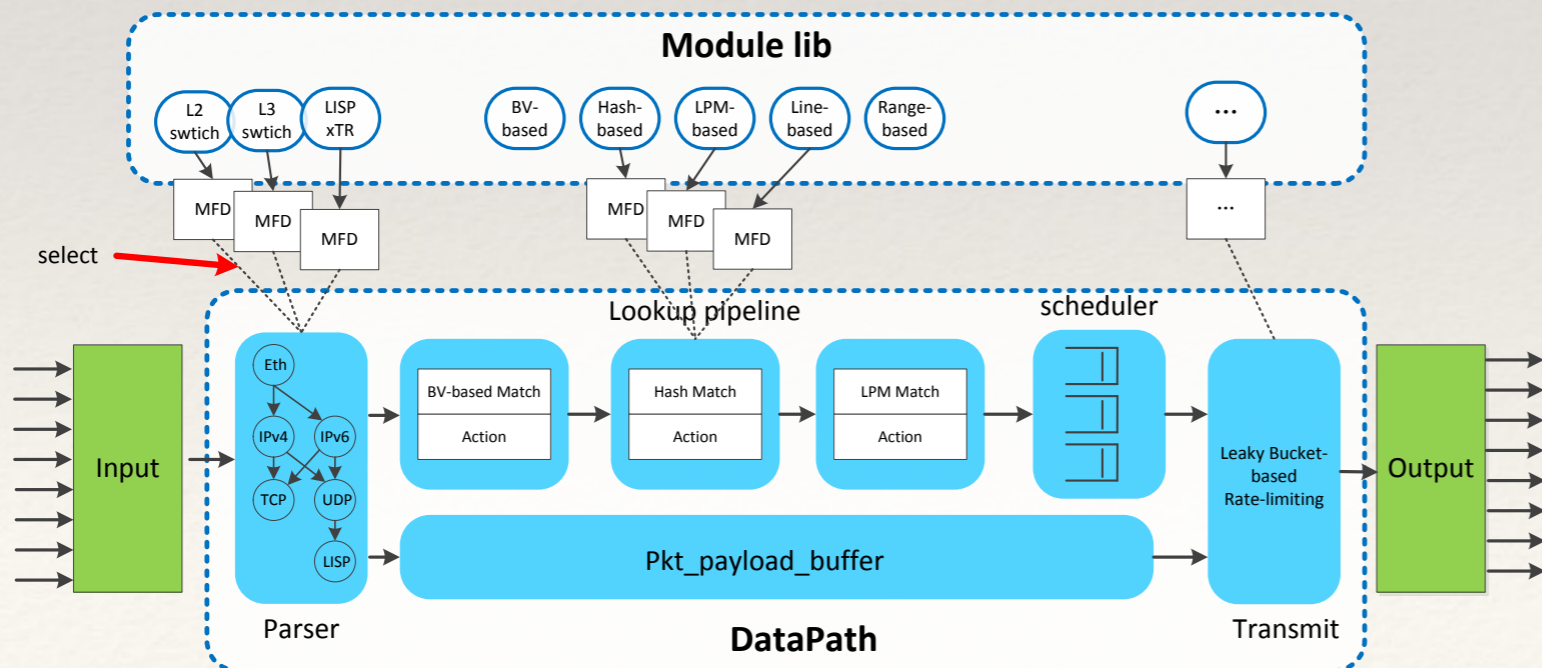 Module lib
L2
swtich
L3
swtich
LISP
xTR
BV-
based
Hash-
based
LPM-
based
Line-
based
Range-
based
...
MFD
MFD
MFD
MFD
MFD
MFD
...
select
Lookup pipeline
scheduler
Input
Eth
IPv4
IPv6
TCP
UDP
LISP
BV-based Match
Action
Hash Match
Action
LPM Match
Action
Leaky Bucket-
based
Rate-limiting
Output
Pkt_payload_buffer
Parser
DataPath
Transmit